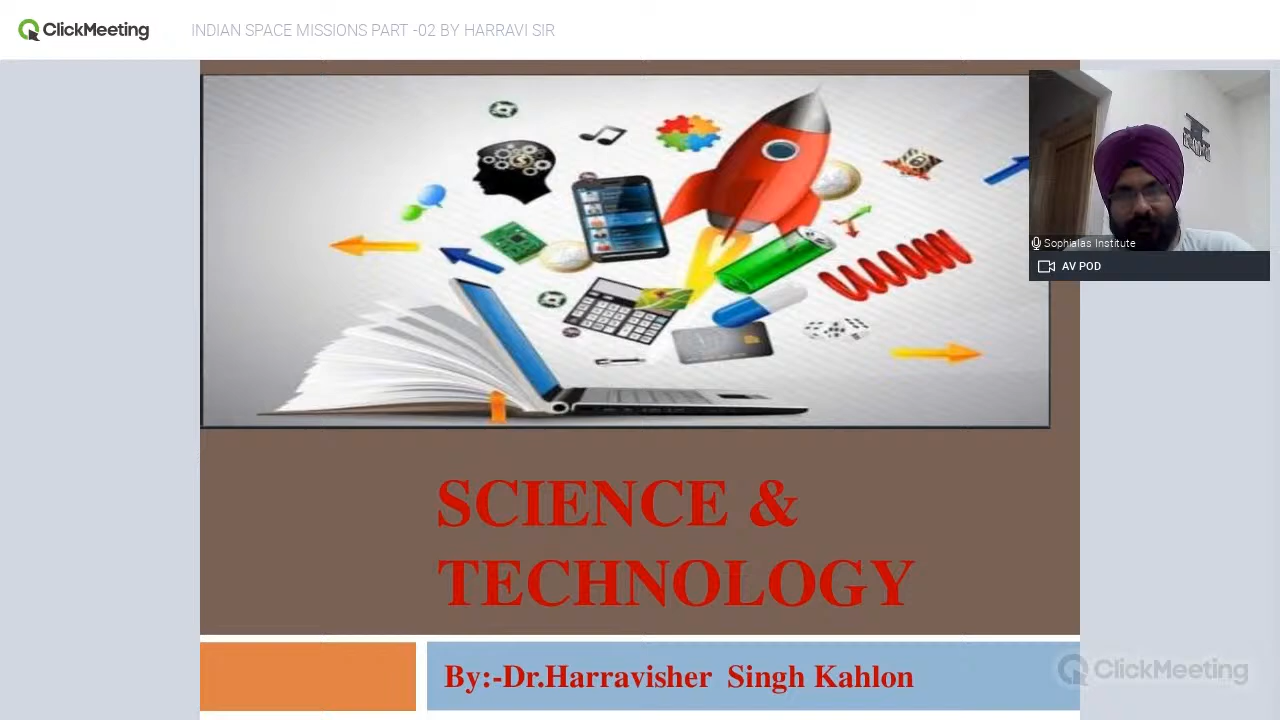 ClickMeeting
INDIAN SPACE MISSIONS PART -02 BY HARRAVI SIR
Sophialas Institute
AV POD
SCIENCE &
TECHNOLOGY
By:-Dr.Harravisher Singh Kahlon
ClickMeeting